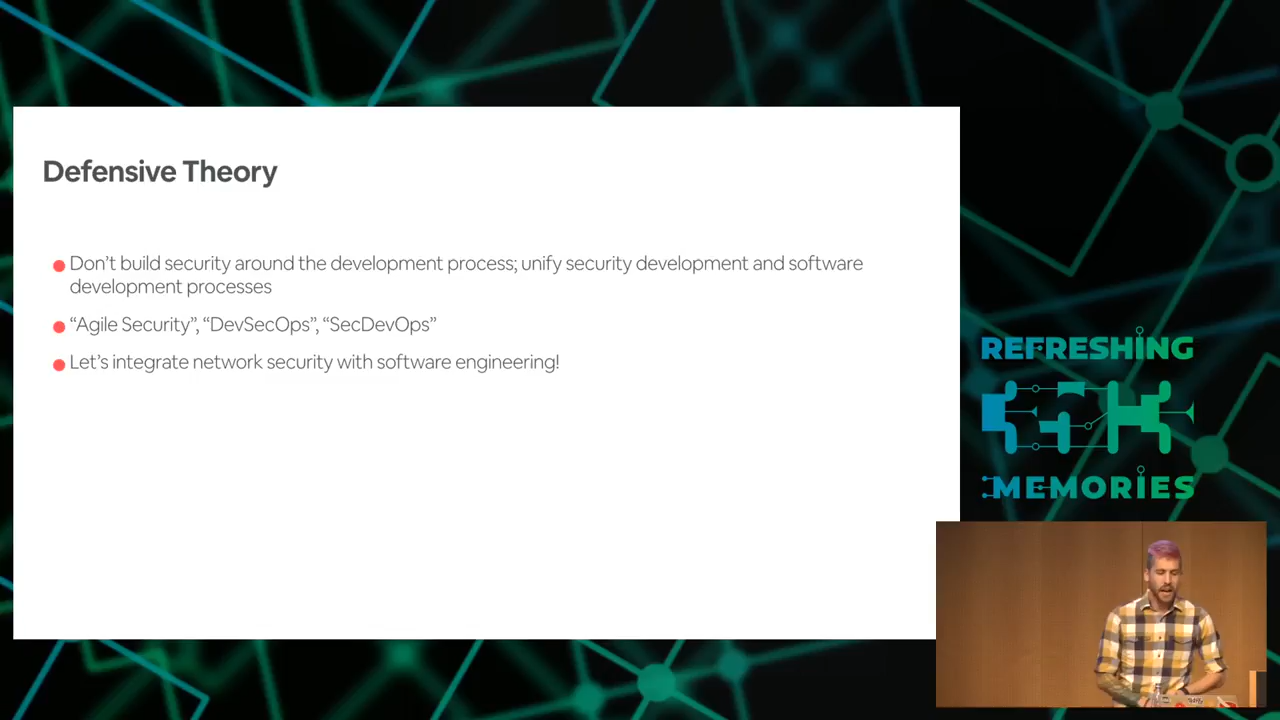 Defensive Theory
Don’t build security around the development process; unify security development and software
development processes
“Agile Security”, “DevSecOps”, “SecDevOps”
Let’s integrate network security with software engineering!
REFRESHING
MEMORIES